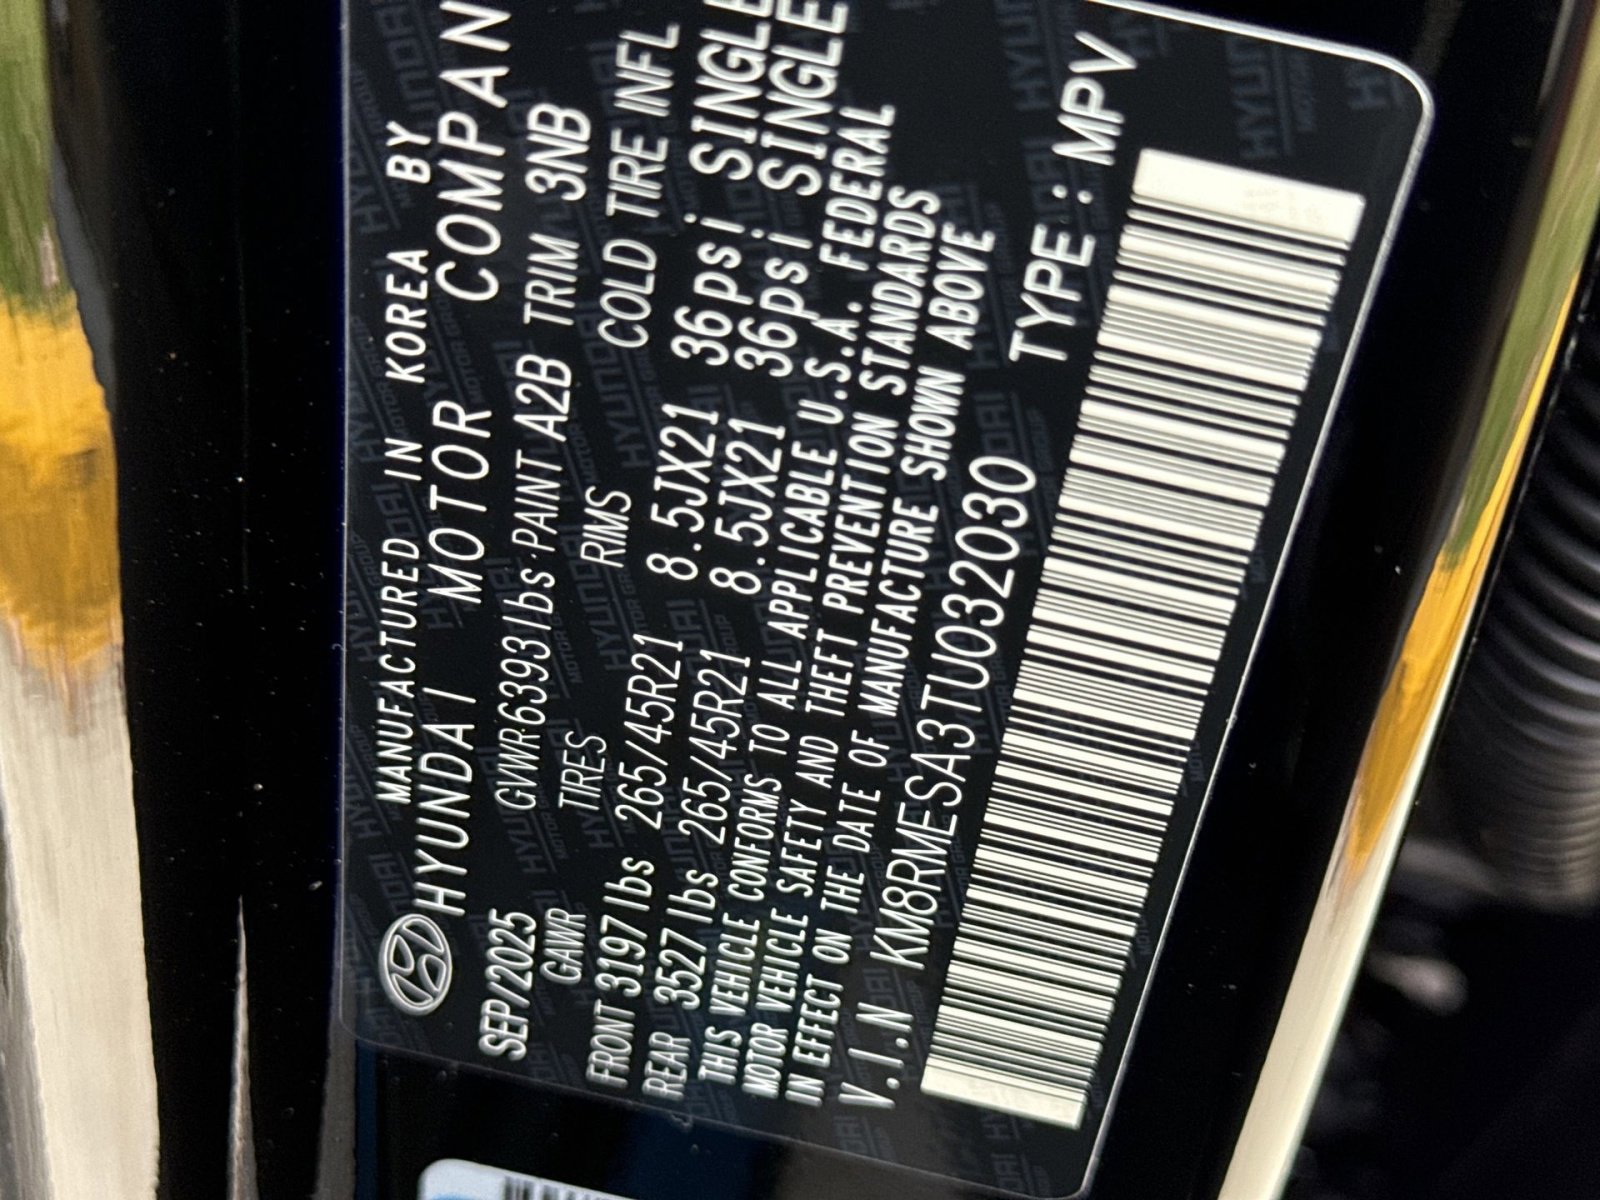 MANUFACTURED IN KOREA BY
HYUNDAI MOTOR COMPAN
SEP/2025 GVWR 6393lbs PAINT A2B TRIM 3NB
GAWR TIRES RIMS COLD TIRE INFL
FRONT 3197lbs 265/45R21 8.5JX21 36psi SINGLE
REAR 3527lbs 265/45R21 8.5JX21 36psi SINGLE
THIS VEHICLE CONFORMS TO ALL APPLICABLE U.S.A. FEDERAL
MOTOR VEHICLE SAFETY AND THEFT PREVENTION STANDARDS
IN EFFECT ON THE DATE OF MANUFACTURE SHOWN ABOVE
V.I.N KM8RMESA3TU032030 TYPE : MPV